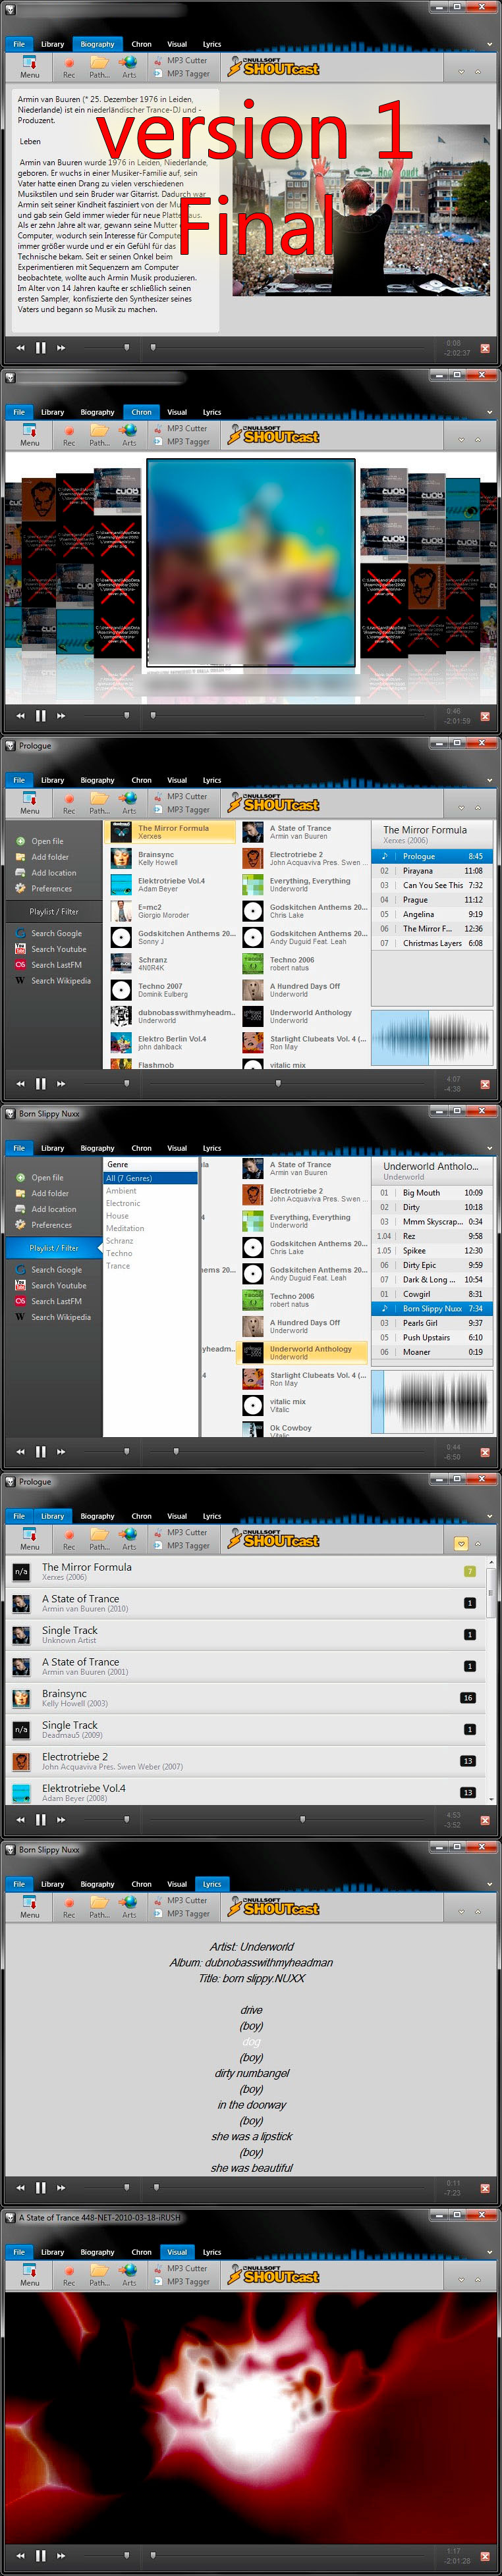 File Library Biography Chron Visual Lyrics
Menu Rec Path... Arts MP3 Cutter MP3 Tagger NULLSOFT SHOUTcast
version 1
Final
Armin van Buuren (* 25. Dezember 1976 in Leiden,
Niederlande) ist ein niederländischer Trance-DJ und -
Produzent.
Leben
Armin van Buuren wurde 1976 in Leiden, Niederlande,
geboren. Er wuchs in einer Musiker-Familie auf, sein
Vater hatte einen Drang zu vielen verschiedenen
Musikstilen und sein Bruder war Gitarrist. Dadurch war
Armin seit seiner Kindheit fasziniert von der
und gab sein Geld immer wieder für neue Platten aus.
Als er zehn Jahre alt war, gewann seine Mutter
Computer, wodurch sein Interesse für Computer
immer größer wurde und er ein Gefühl für das
Technische bekam. Seit er seinen Onkel beim
Experimentieren mit Sequenzern am Computer
beobachtete, wollte auch Armin Musik produzieren.
Im Alter von 14 Jahren kaufte er schließlich seinen
ersten Sampler, konfiszierte den Synthesizer seines
Vaters und begann so Musik zu machen.
0:08
-2:02:37
File Library Biography Chron Visual Lyrics
Menu Rec Path... Arts MP3 Cutter MP3 Tagger NULLSOFT SHOUTcast
0:46
-2:01:59
Prologue
File Library Biography Chron Visual Lyrics
Menu Rec Path... Arts MP3 Cutter MP3 Tagger NULLSOFT SHOUTcast
Open file
Add folder
Add location
Preferences
Playlist / Filter
Search Google
Search Youtube
Search LastFM
Search Wikipedia
The Mirror Formula
Xerxes
Brainsync
Kelly Howell
Elektrotriebe Vol.4
Adam Beyer
E=mc2
Giorgio Moroder
Godskitchen Anthems 20...
Sonny J
Schranz
4N0R4K
Techno 2007
Dominik Eulberg
dubnobasswithmyheadm...
Underworld
Elektro Berlin Vol.4
john dahlback
Flashmob
A State of Trance
Armin van Buuren
Electrotriebe 2
John Acquaviva Pres. Swen ...
Everything, Everything
Underworld
Godskitchen Anthems 20...
Chris Lake
Godskitchen Anthems 20...
Andy Duguid Feat. Leah
Techno 2006
robert natus
A Hundred Days Off
Underworld
Underworld Anthology
Underworld
Starlight Clubeats Vol. 4 (...
Ron May
vitalic mix
The Mirror Formula
Xerxes (2006)
Prologue 8:45
02 Pirayana 11:08
03 Can You See This 7:32
04 Prague 11:12
05 Angelina 9:19
06 The Mirror F... 12:36
07 Christmas Layers 6:08
4:07
-4:38
Born Slippy Nuxx
File Library Biography Chron Visual Lyrics
Open file
Add folder
Add location
Preferences
Playlist / Filter
Search Google
Search Youtube
Search LastFM
Search Wikipedia
Genre
All (7 Genres)
Ambient
Electronic
House
Meditation
Schranz
Techno
Trance
A State of Trance
Armin van Buuren
Electrotriebe 2
John Acquaviva Pres. Swen ...
Everything, Everything
Underworld
Godskitchen Anthems 20...
Chris Lake
Godskitchen Anthems 20...
Andy Duguid Feat. Leah
Techno 2006
robert natus
A Hundred Days Off
Underworld
Underworld Anthology
Underworld
Starlight Clubeats Vol. 4 (...
Ron May
vitalic mix
Vitalic
Ok Cowboy
Vitalic
Underworld Antholo...
Underworld
01 Big Mouth 10:09
02 Dirty 10:18
03 Mmm Skyscrap... 0:34
1.04 Rez 9:58
1.05 Spikee 12:30
06 Dirty Epic 9:59
07 Dark & Long ... 10:54
01 Cowgirl 8:31
Born Slippy Nuxx 7:34
03 Pearls Girl 9:37
05 Push Upstairs 6:10
06 Moaner 0:19
0:44
-6:50
Prologue
File Library Biography Chron Visual Lyrics
Menu Rec Path... Arts MP3 Cutter MP3 Tagger NULLSOFT SHOUTcast
n/a The Mirror Formula 7
Xerxes (2006)
A State of Trance 1
Armin van Buuren (2010)
Single Track 1
Unknown Artist
A State of Trance 1
Armin van Buuren (2001)
Brainsync 16
Kelly Howell (2003)
n/a Single Track 1
Deadmau5 (2009)
Electrotriebe 2 13
John Acquaviva Pres. Swen Weber (2007)
Elektrotriebe Vol.4 13
Adam Beyer (2008)
4:53
-3:52
Born Slippy Nuxx
File Library Biography Chron Visual Lyrics
Menu Rec Path... Arts MP3 Cutter MP3 Tagger NULLSOFT SHOUTcast
Artist: Underworld
Album: dubnobasswithmyheadman
Title: born slippy.NUXX
drive
(boy)
dog
(boy)
dirty numbangel
(boy)
in the doorway
(boy)
she was a lipstick
(boy)
she was beautiful
0:11
-7:23
A State of Trance 448-NET-2010-03-18-iRUSH
File Library Biography Chron Visual Lyrics
Menu Rec Path... Arts MP3 Cutter MP3 Tagger NULLSOFT SHOUTcast
1:17
-2:01:28